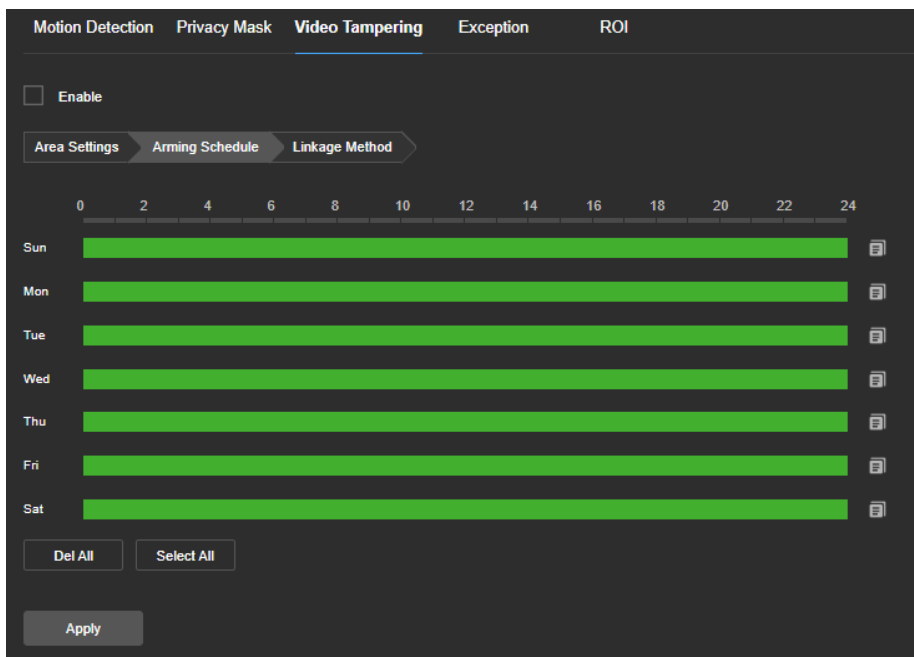 Motion Detection Privacy Mask Video Tampering Exception ROI
Enable
Area Settings Arming Schedule Linkage Method
0 2 4 6 8 10 12 14 16 18 20 22 24
Sun
Mon
Tue
Wed
Thu
Fri
Sat
Del All Select All
Apply